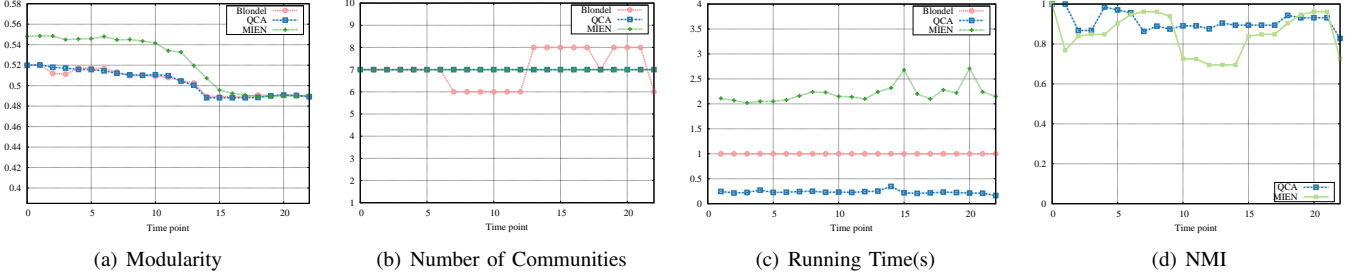 0.58
0.56
0.54
0.52
0.5
0.48
0.46
0.44
0.42
0.4
0 5 10 15 20
Time point
Blondel
QCA
MIEN
(a) Modularity
10
9
8
7
6
5
4
3
2
1
0 5 10 15 20
Time point
Blondel
QCA
MIEN
(b) Number of Communities
4
3.5
3
2.5
2
1.5
1
0.5
0
0 5 10 15 20
Time point
Blondel
QCA
MIEN
(c) Running Time(s)
1
0.8
0.6
0.4
0.2
0
0 5 10 15 20
Time point
QCA
MIEN
(d) NMI